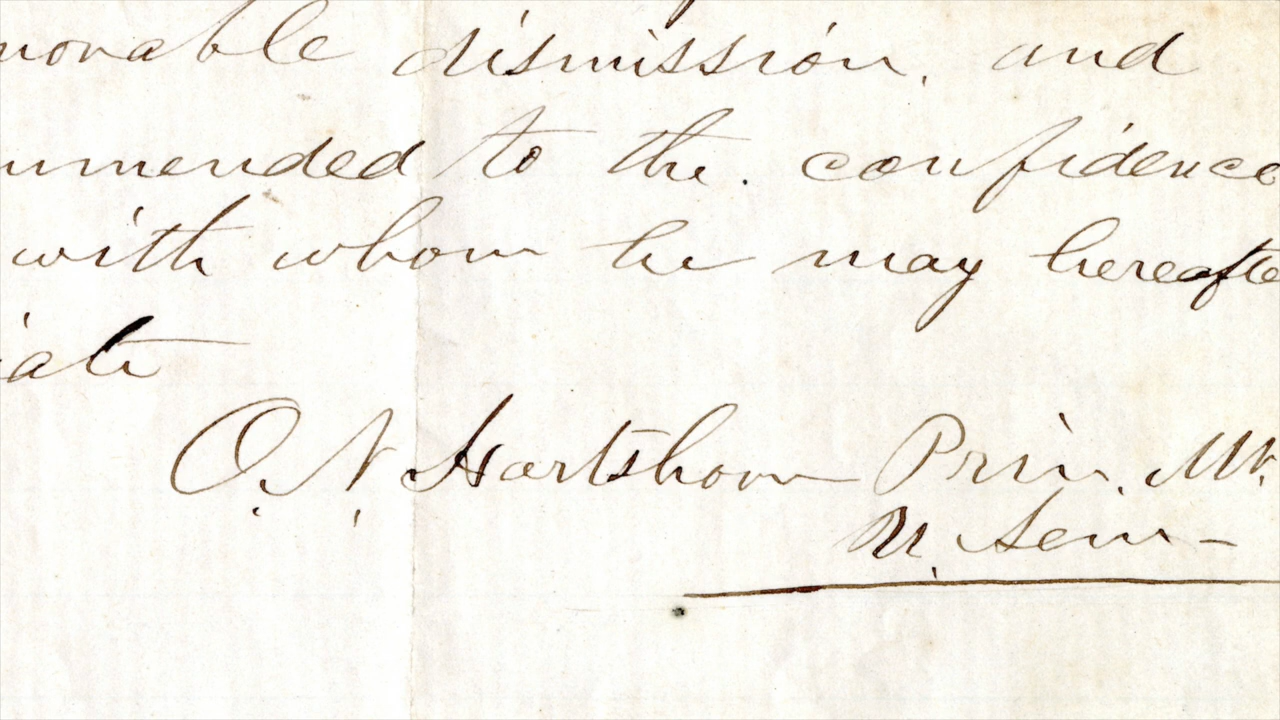 norable dismission, and
mmended to the confidence
with whom he may hereafte
iate
O. N. Hartshorn Prin. Mt.
U. Sem -